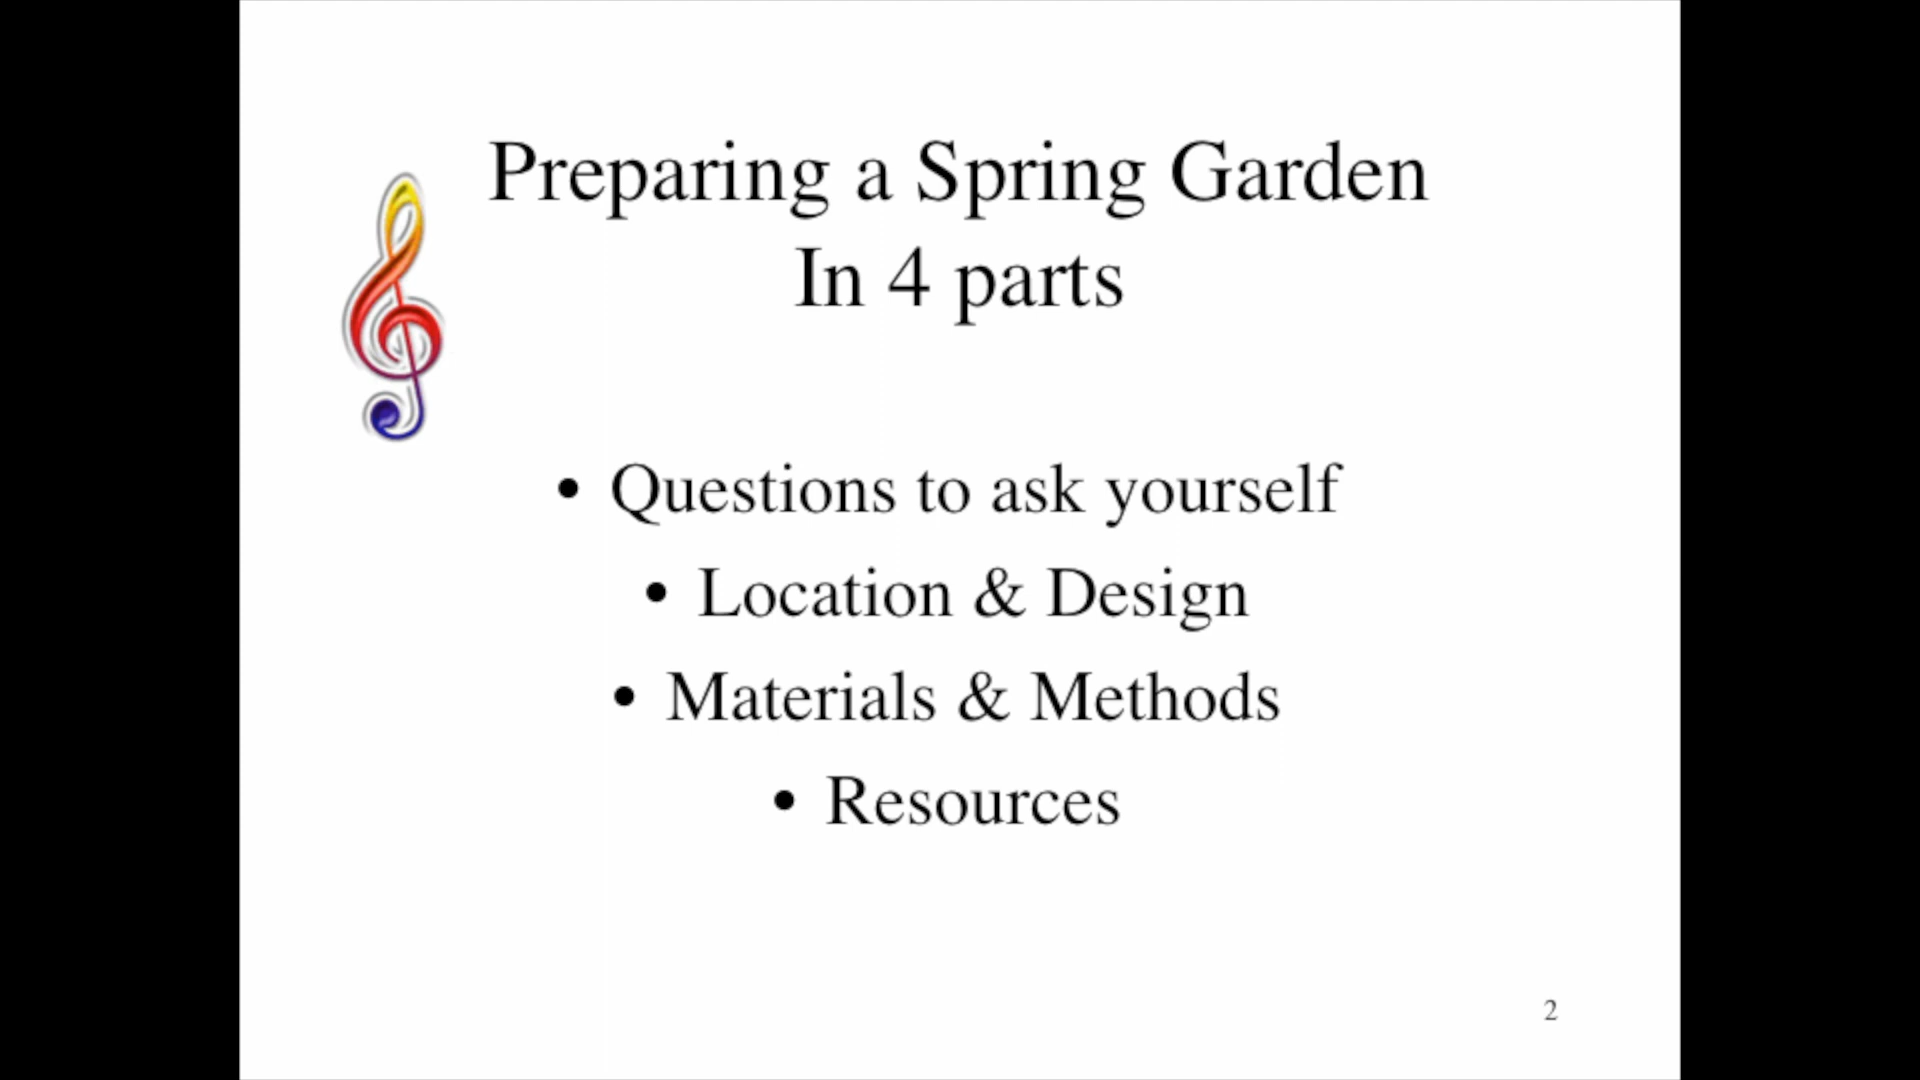 Preparing a Spring Garden
In 4 parts
• Questions to ask yourself
• Location & Design
• Materials & Methods
• Resources
2